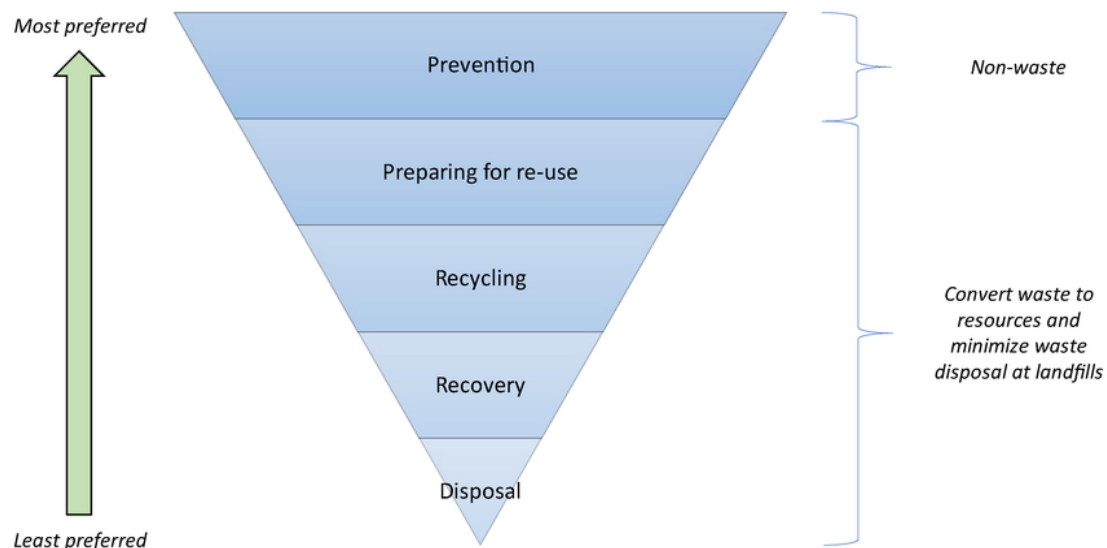 Most preferred
Prevention
Non-waste
Preparing for re-use
Recycling
Convert waste to
resources and
minimize waste
disposal at landfills
Recovery
Disposal
Least preferred